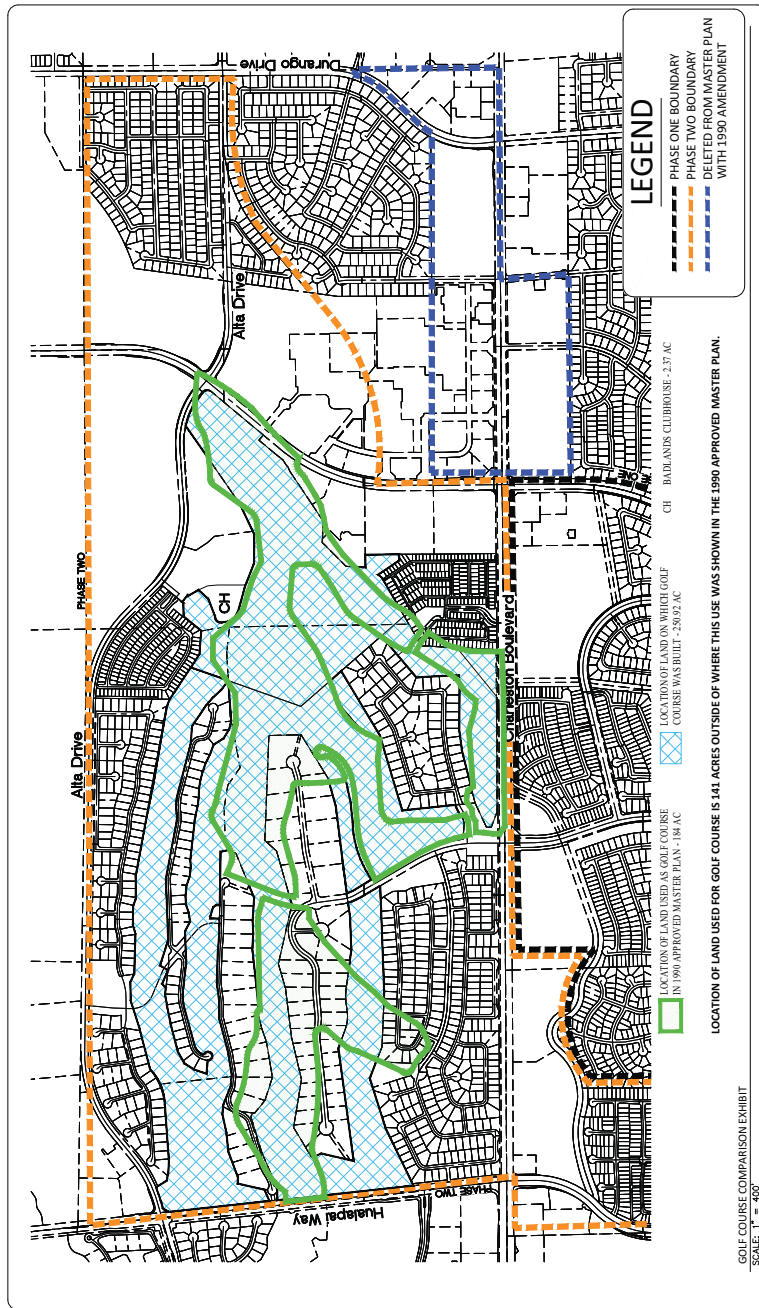 Durango Drive
Alta Drive
PHASE TWO
CH
Alta Drive
Charleston Boulevard
Hualapai Way
PHASE TWO
ONE
LEGEND
PHASE ONE BOUNDARY
PHASE TWO BOUNDARY
DELETED FROM MASTER PLAN
WITH 1990 AMENDMENT
LOCATION OF LAND USED AS GOLF COURSE
IN 1990 APPROVED MASTER PLAN - 184 AC
LOCATION OF LAND ON WHICH GOLF
COURSE WAS BUILT - 250.92 AC
CH BADLANDS CLUBHOUSE - 2.37 AC
LOCATION OF LAND USED FOR GOLF COURSE IS 141 ACRES OUTSIDE OF WHERE THIS USE WAS SHOWN IN THE 1990 APPROVED MASTER PLAN.
GOLF COURSE COMPARISON EXHIBIT
SCALE: 1" = 400'